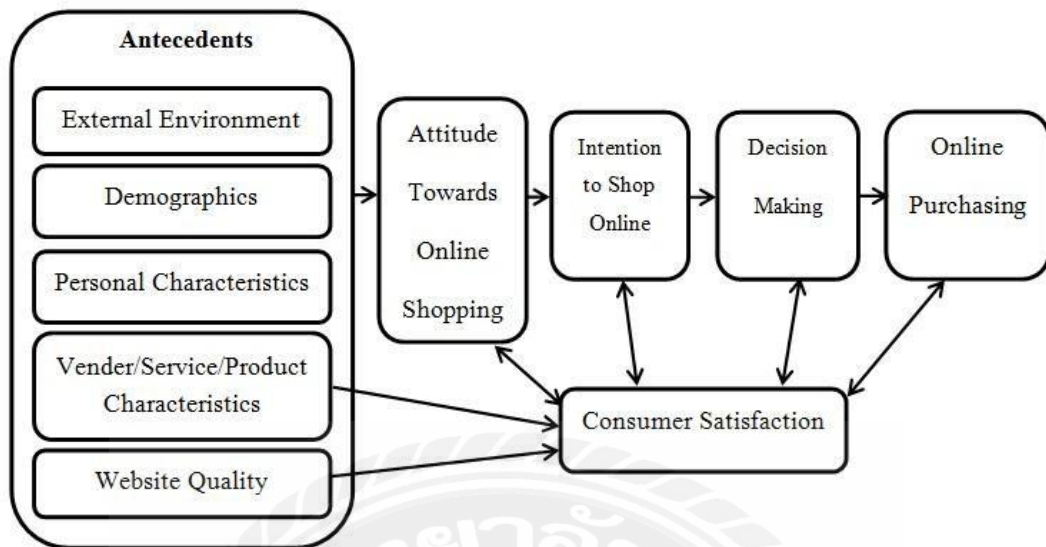 Antecedents
External Environment
Demographics
Personal Characteristics
Vender/Service/Product
Characteristics
Website Quality
Attitude
Towards
Online
Shopping
Intention
to Shop
Online
Decision
Making
Online
Purchasing
Consumer Satisfaction